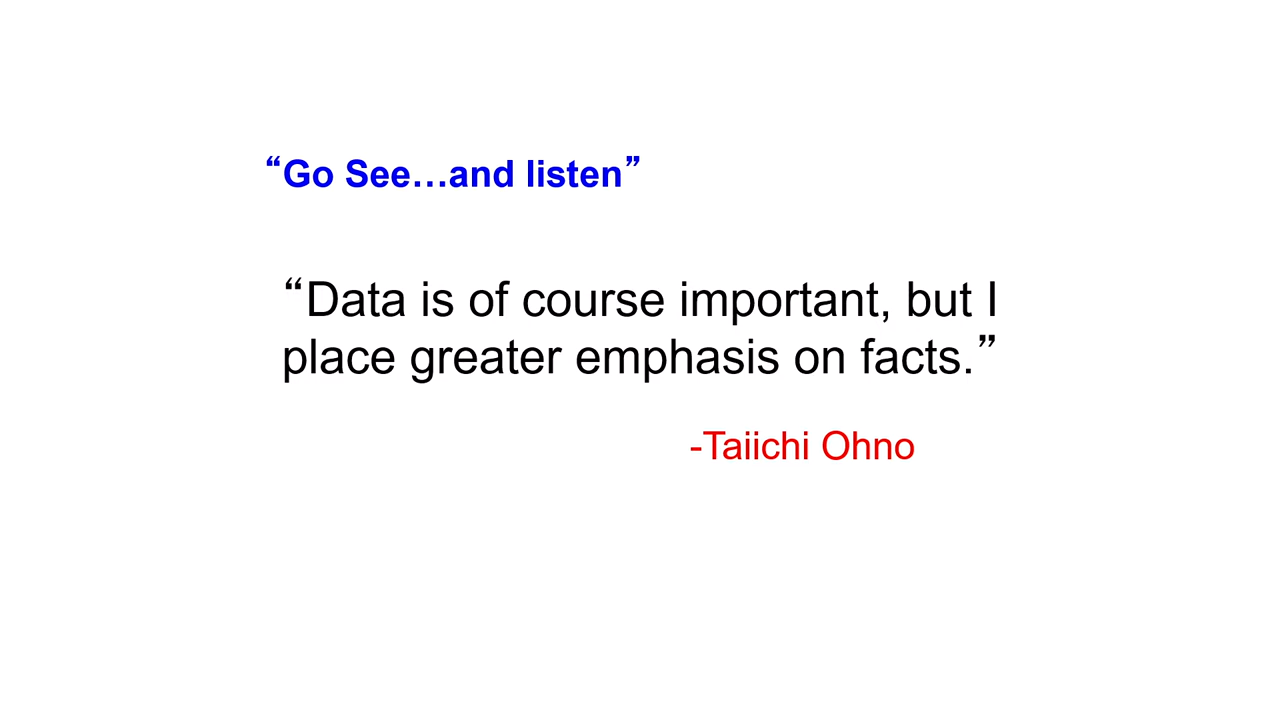 “Go See…and listen”
“Data is of course important, but I
place greater emphasis on facts.”
-Taiichi Ohno